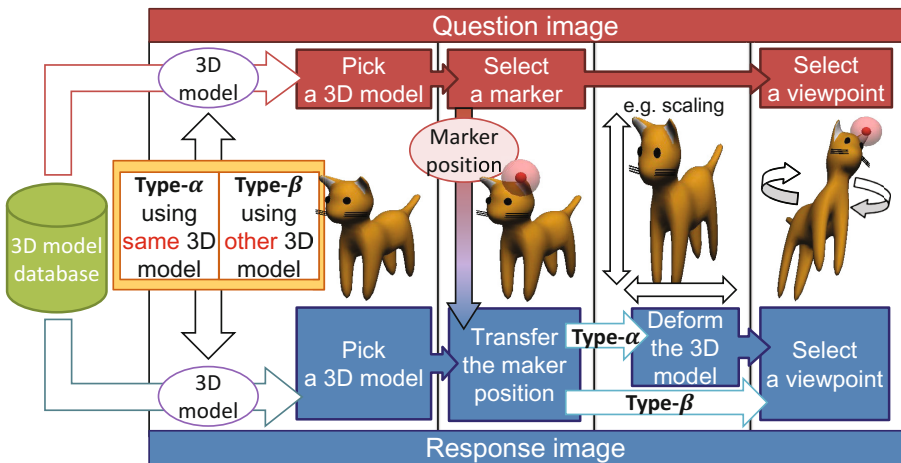 Question image
3D
model
Pick
a 3D model
Select
a marker
Select
a viewpoint
Marker
position
e.g. scaling
Type-α
using
same 3D
model
Type-β
using
other 3D
model
3D model
database
3D
model
Pick
a 3D model
Transfer
the maker
position
Type-α
Deform
the 3D
model
Type-β
Select
a viewpoint
Response image